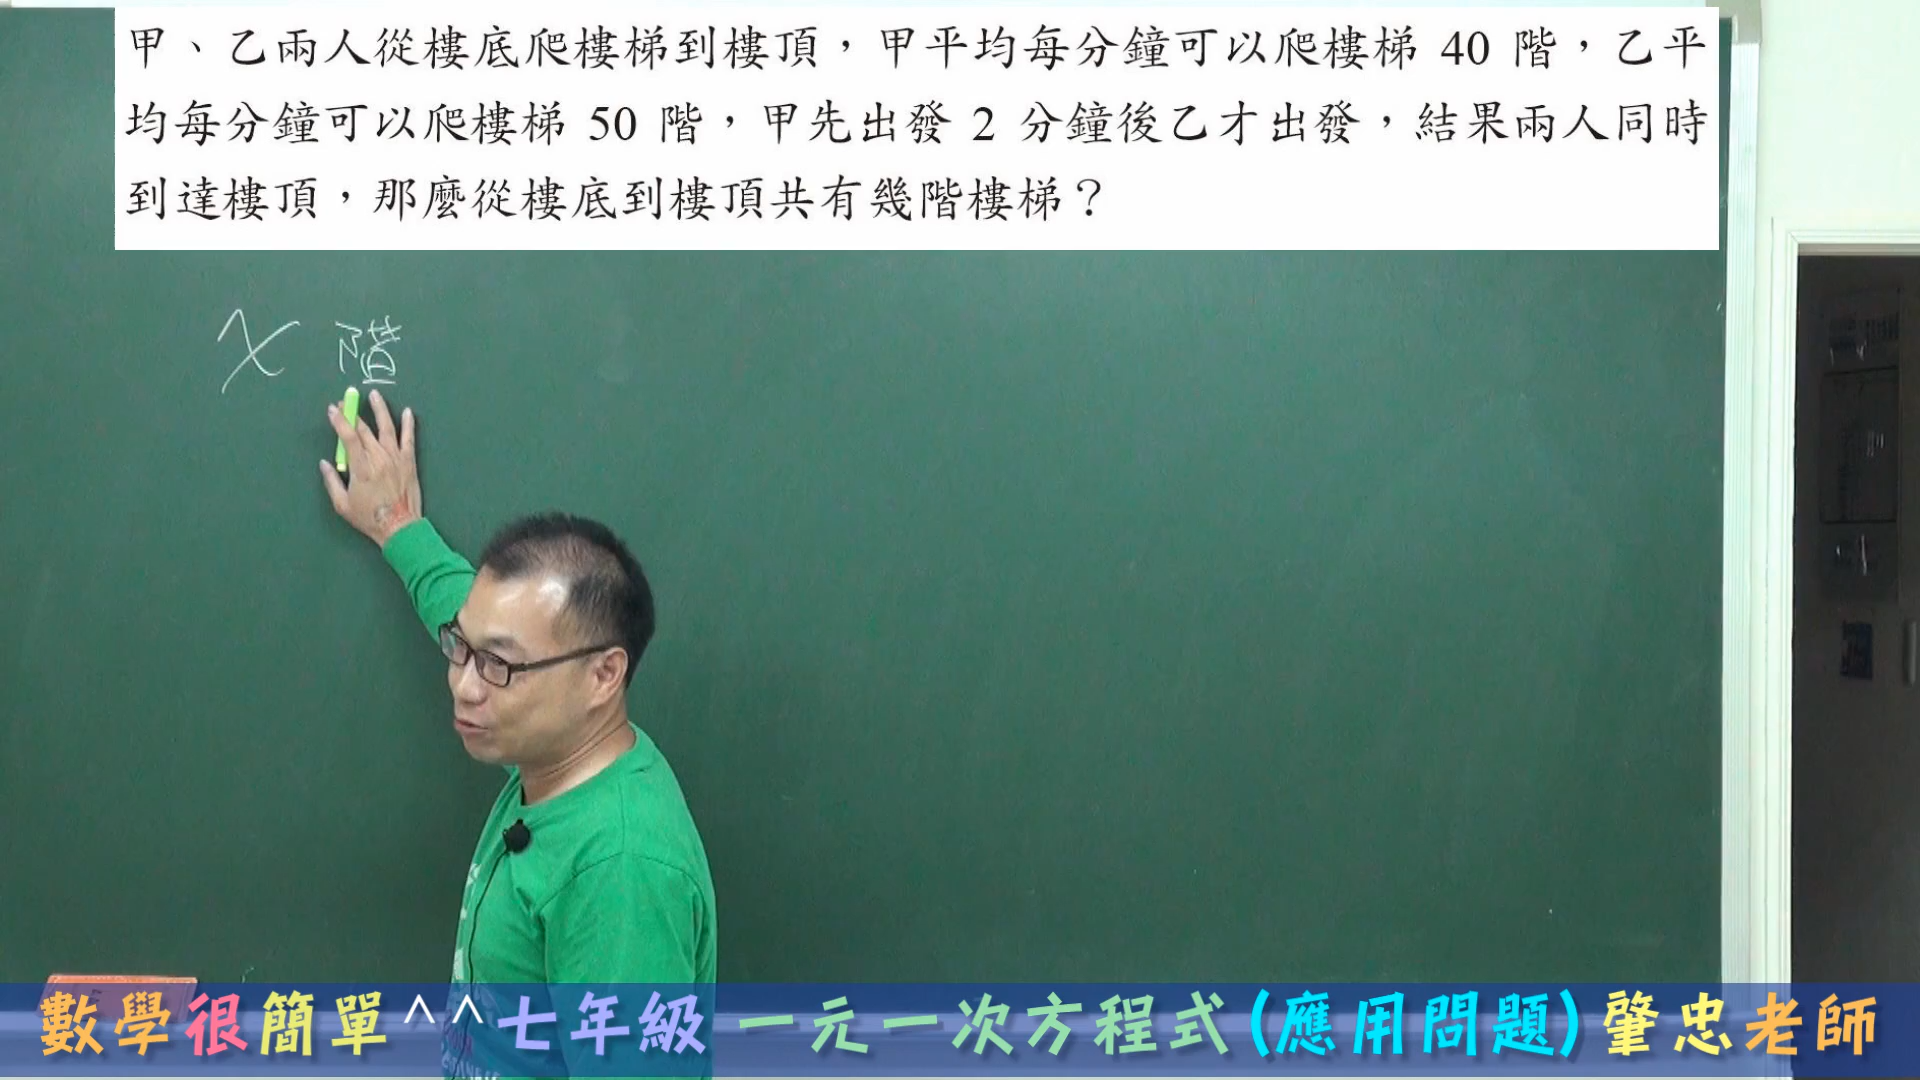 甲、乙兩人從樓底爬樓梯到樓頂，甲平均每分鐘可以爬樓梯 40 階，乙平
均每分鐘可以爬樓梯 50 階，甲先出發 2 分鐘後乙才出發，結果兩人同時
到達樓頂，那麼從樓底到樓頂共有幾階樓梯？
x 階
數學很簡單^^七年級 一元一次方程式(應用問題)肇忠老師